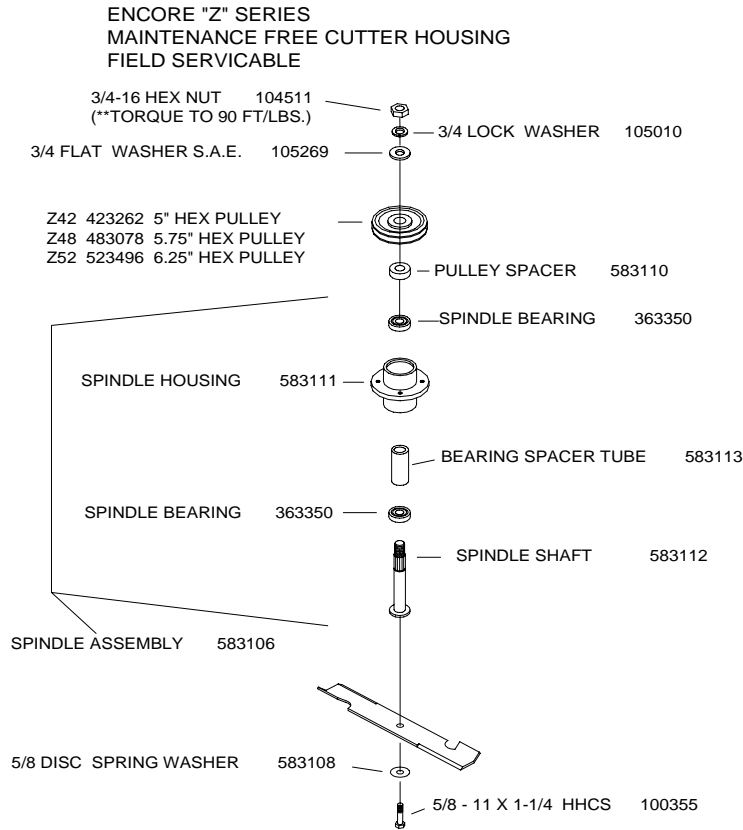 ENCORE "Z" SERIES
MAINTENANCE FREE CUTTER HOUSING
FIELD SERVICABLE
3/4-16 HEX NUT 104511
(**TORQUE TO 90 FT/LBS.)
3/4 LOCK WASHER 105010
3/4 FLAT WASHER S.A.E. 105269
Z42 423262 5" HEX PULLEY
Z48 483078 5.75" HEX PULLEY
Z52 523496 6.25" HEX PULLEY
PULLEY SPACER 583110
SPINDLE BEARING 363350
SPINDLE HOUSING 583111
BEARING SPACER TUBE 583113
SPINDLE BEARING 363350
SPINDLE SHAFT 583112
SPINDLE ASSEMBLY 583106
5/8 DISC SPRING WASHER 583108
5/8 - 11 X 1-1/4 HHCS 100355